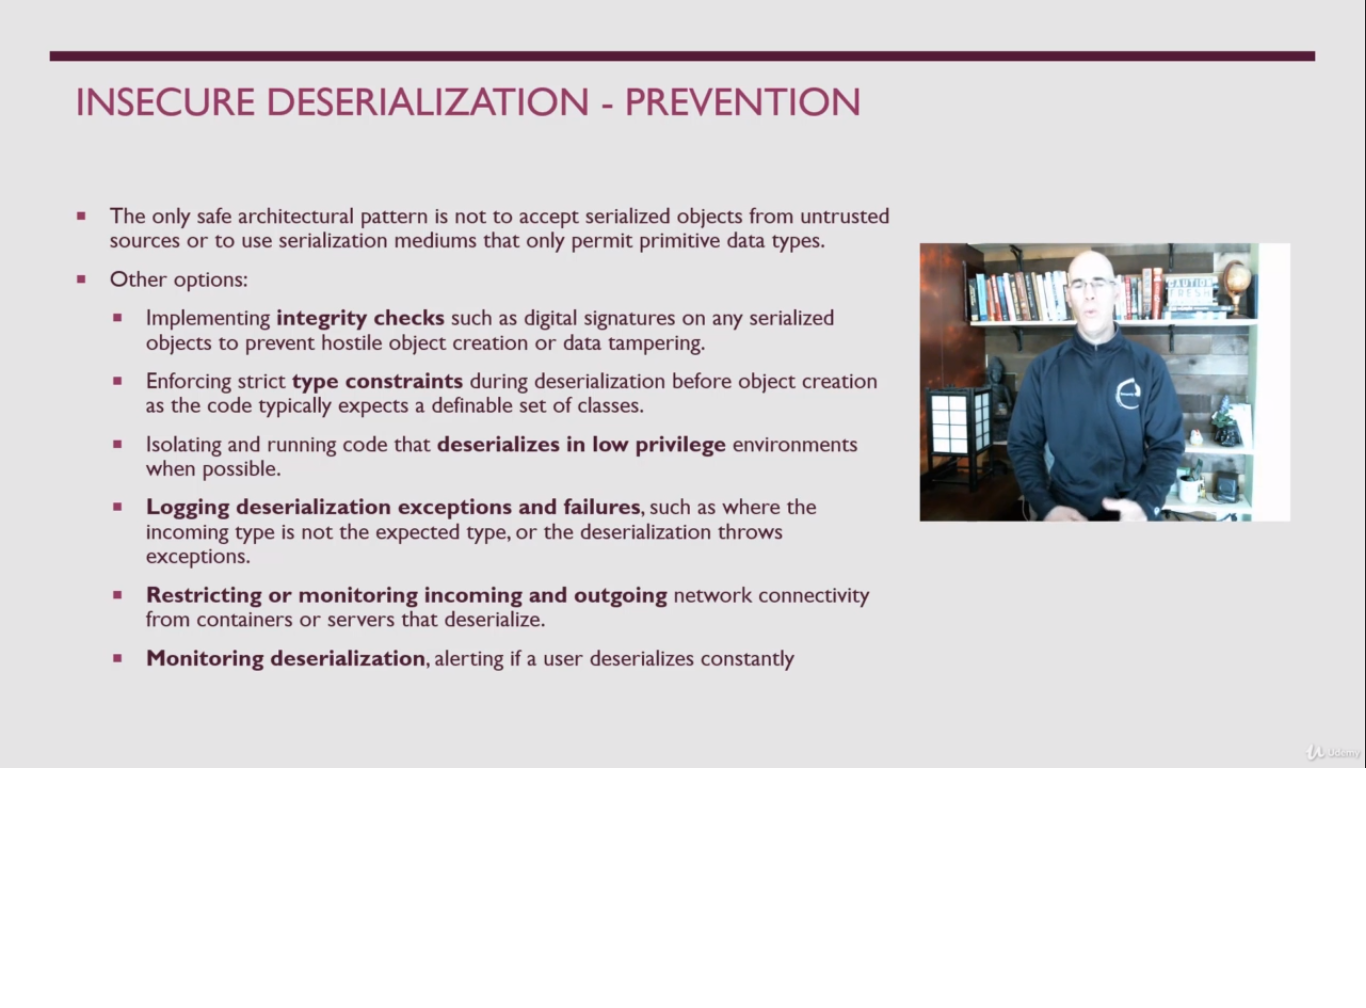 INSECURE DESERIALIZATION - PREVENTION
The only safe architectural pattern is not to accept serialized objects from untrusted
sources or to use serialization mediums that only permit primitive data types.
Other options:
Implementing integrity checks such as digital signatures on any serialized
objects to prevent hostile object creation or data tampering.
Enforcing strict type constraints during deserialization before object creation
as the code typically expects a definable set of classes.
Isolating and running code that deserializes in low privilege environments
when possible.
Logging deserialization exceptions and failures, such as where the
incoming type is not the expected type, or the deserialization throws
exceptions.
Restricting or monitoring incoming and outgoing network connectivity
from containers or servers that deserialize.
Monitoring deserialization, alerting if a user deserializes constantly
CAUTION
FRESH
Udemy